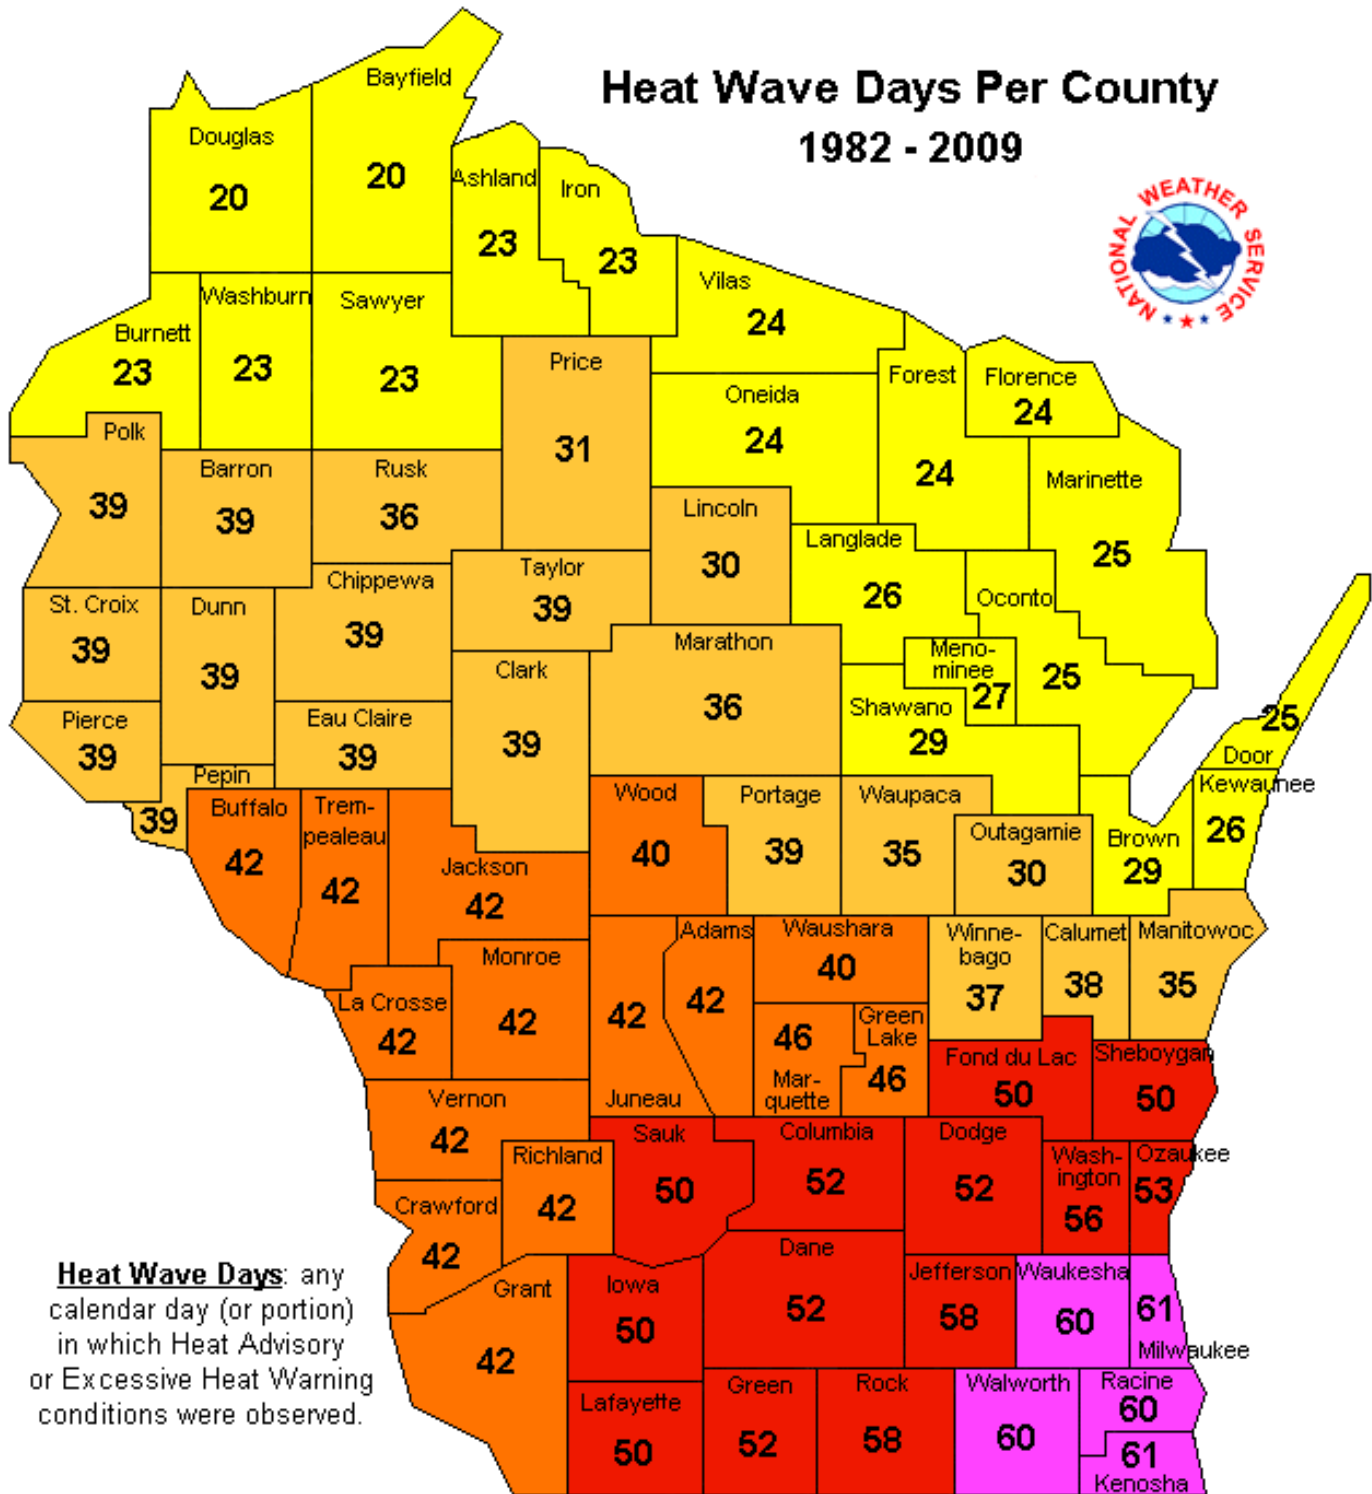 Heat Wave Days Per County
1982 - 2009
NATIONAL WEATHER SERVICE
Bayfield
20
Douglas
20
Ashland
23
Iron
23
Vilas
24
Washburn
23
Sawyer
23
Burnett
23
Price
31
Oneida
24
Forest
24
Florence
24
Polk
39
Barron
39
Rusk
36
Marinette
25
Lincoln
30
Langlade
26
Taylor
39
Chippewa
39
Oconto
25
St. Croix
39
Dunn
39
Marathon
36
Meno-
minee
27
Clark
39
Shawano
29
Pierce
39
Eau Claire
39
25
Door
Pepin
39
Kewaunee
26
Buffalo
42
Trem-
pealeau
42
Wood
40
Portage
39
Waupaca
35
Outagamie
30
Brown
29
Jackson
42
Adams
42
Waushara
40
Winne-
bago
37
Calumet
38
Manitowoc
35
Monroe
42
La Crosse
42
42
Juneau
46
Mar-
quette
Green
Lake
46
Fond du Lac
50
Sheboygan
50
Vernon
42
Sauk
50
Columbia
52
Dodge
52
Wash-
ington
56
Ozaukee
53
Richland
42
Crawford
42
Dane
52
Heat Wave Days: any
calendar day (or portion)
in which Heat Advisory
or Excessive Heat Warning
conditions were observed.
Grant
42
Iowa
50
Jefferson
58
Waukesha
60
61
Milwaukee
Lafayette
50
Green
52
Rock
58
Walworth
60
Racine
60
61
Kenosha